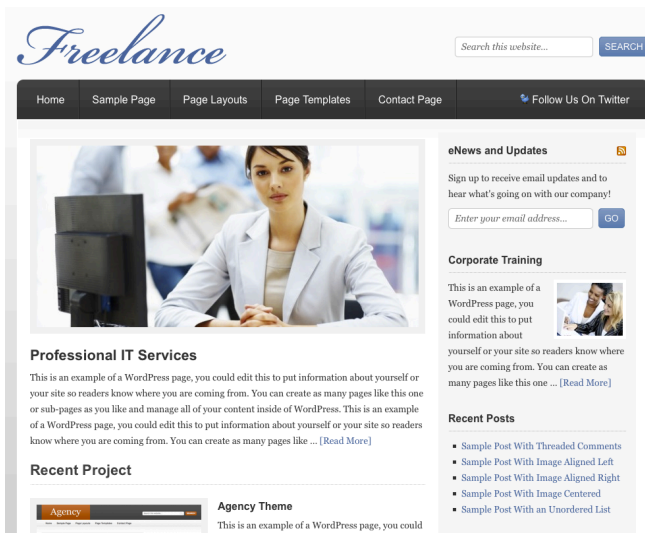 Freelance
Search this website...
SEARCH
Home Sample Page Page Layouts Page Templates Contact Page Follow Us On Twitter
Professional IT Services
This is an example of a WordPress page, you could edit this to put information about yourself or
your site so readers know where you are coming from. You can create as many pages like this one
or sub-pages as you like and manage all of your content inside of WordPress. This is an example
of a WordPress page, you could edit this to put information about yourself or your site so readers
know where you are coming from. You can create as many pages like ... [Read More]
Recent Project
Agency
Agency Theme
This is an example of a WordPress page, you could
eNews and Updates
Sign up to receive email updates and to
hear what's going on with our company!
Enter your email address...
GO
Corporate Training
This is an example of a
WordPress page, you
could edit this to put
information about
yourself or your site so readers know where
you are coming from. You can create as
many pages like this one ... [Read More]
Recent Posts
Sample Post With Threaded Comments
Sample Post With Image Aligned Left
Sample Post With Image Aligned Right
Sample Post With Image Centered
Sample Post With an Unordered List